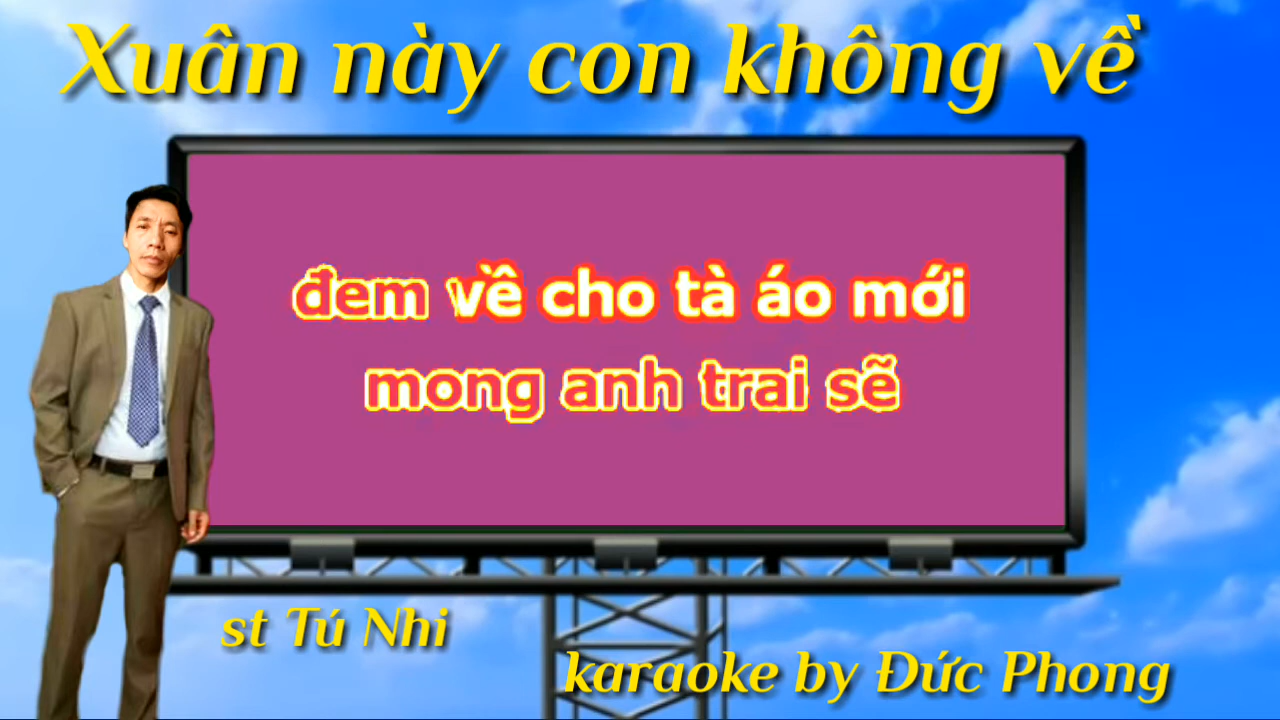 Xuân này con không về
đem về cho tà áo mới
mong anh trai sẽ
st Tú Nhi
karaoke by Đức Phong